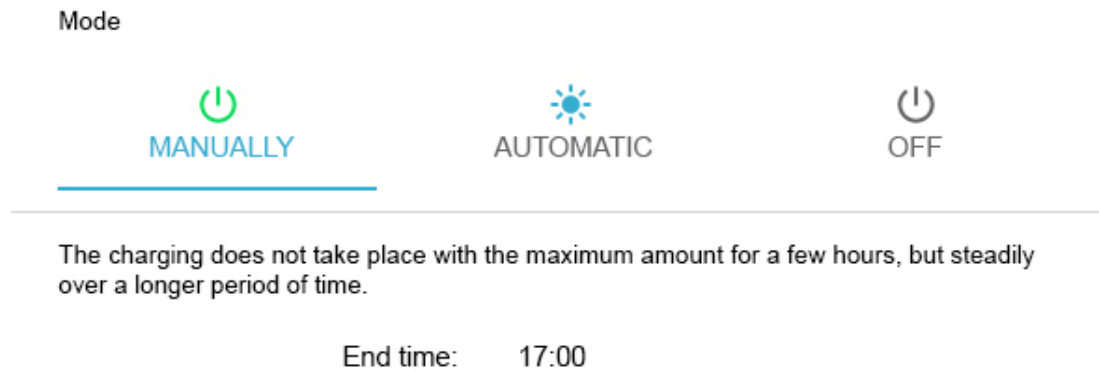 Mode
MANUALLY AUTOMATIC OFF
The charging does not take place with the maximum amount for a few hours, but steadily
over a longer period of time.
End time: 17:00